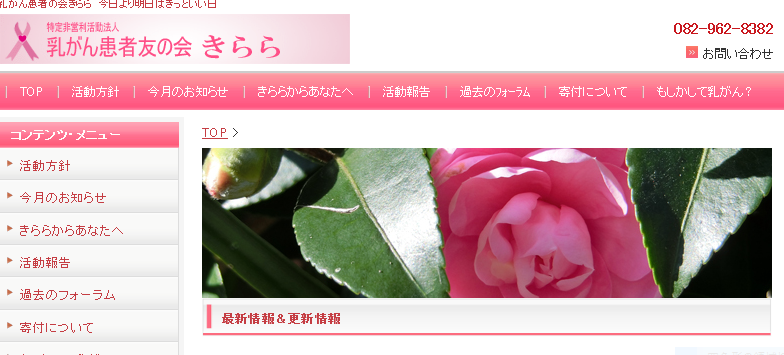 乳がん患者の会きらら 今日より明日はきっといい日
特定非営利活動法人
乳がん患者友の会 きらら
082-962-8382
お問い合わせ
TOP
活動方針
今月のお知らせ
きららからあなたへ
活動報告
過去のフォーラム
寄付について
もしかして乳がん？
コンテンツ・メニュー
活動方針
今月のお知らせ
きららからあなたへ
活動報告
過去のフォーラム
寄付について
TOP >
最新情報＆更新情報